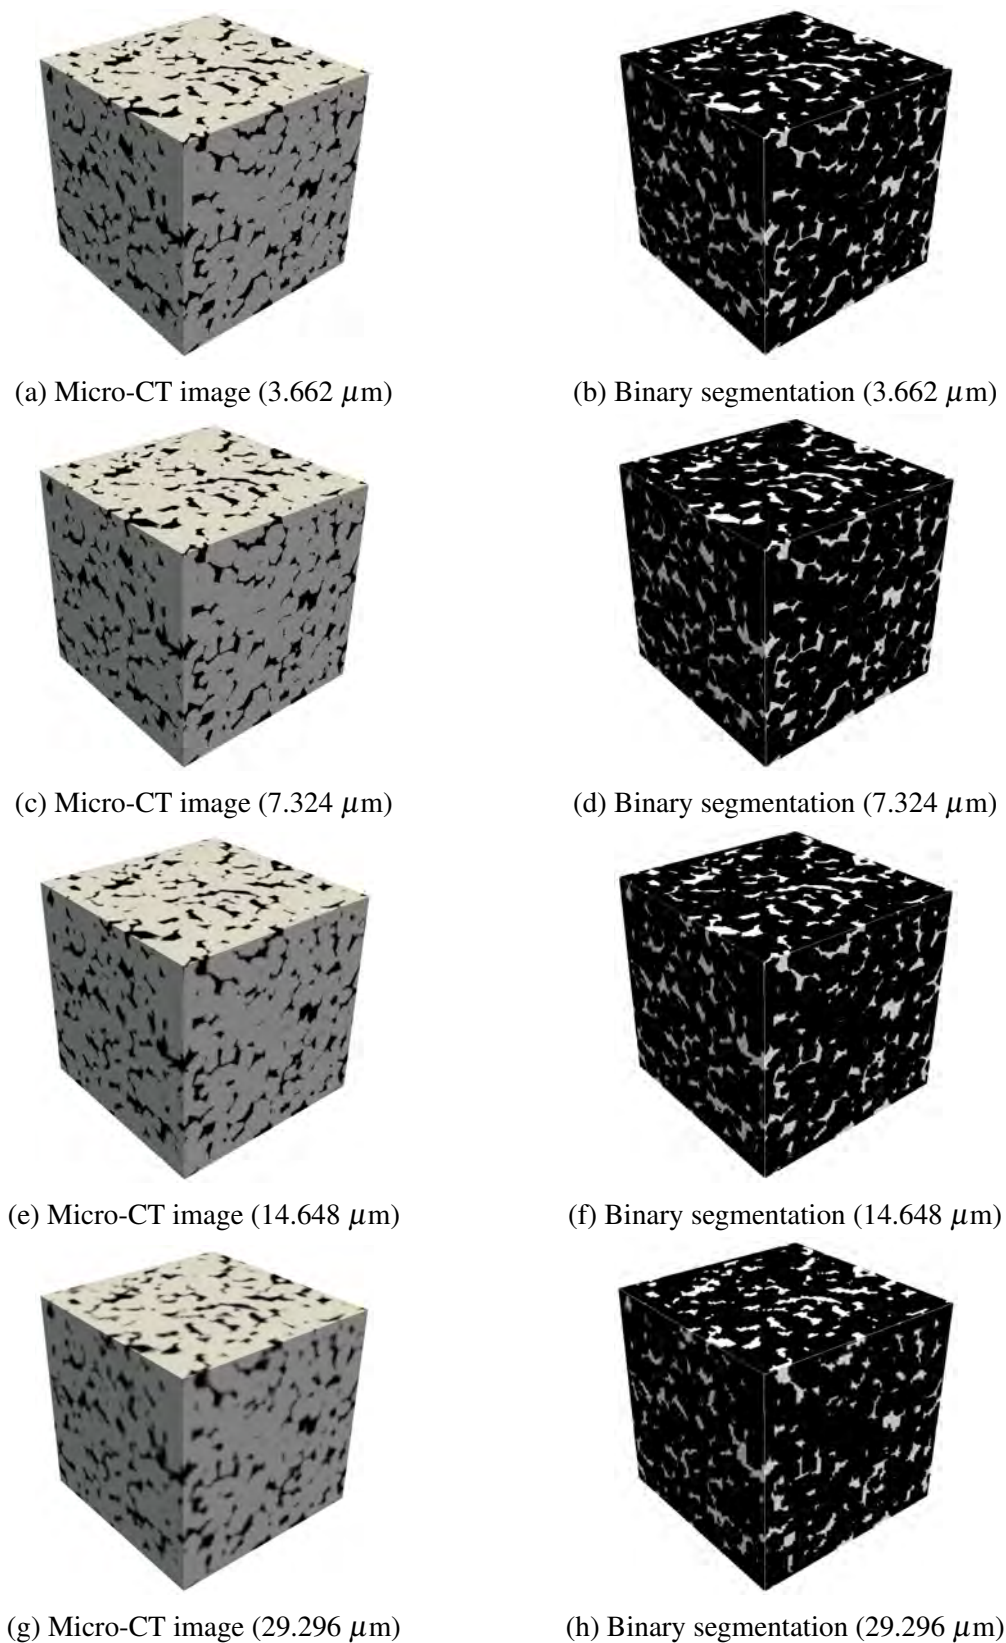 (a) Micro-CT image (3.662 μm)
(b) Binary segmentation (3.662 μm)
(c) Micro-CT image (7.324 μm)
(d) Binary segmentation (7.324 μm)
(e) Micro-CT image (14.648 μm)
(f) Binary segmentation (14.648 μm)
(g) Micro-CT image (29.296 μm)
(h) Binary segmentation (29.296 μm)